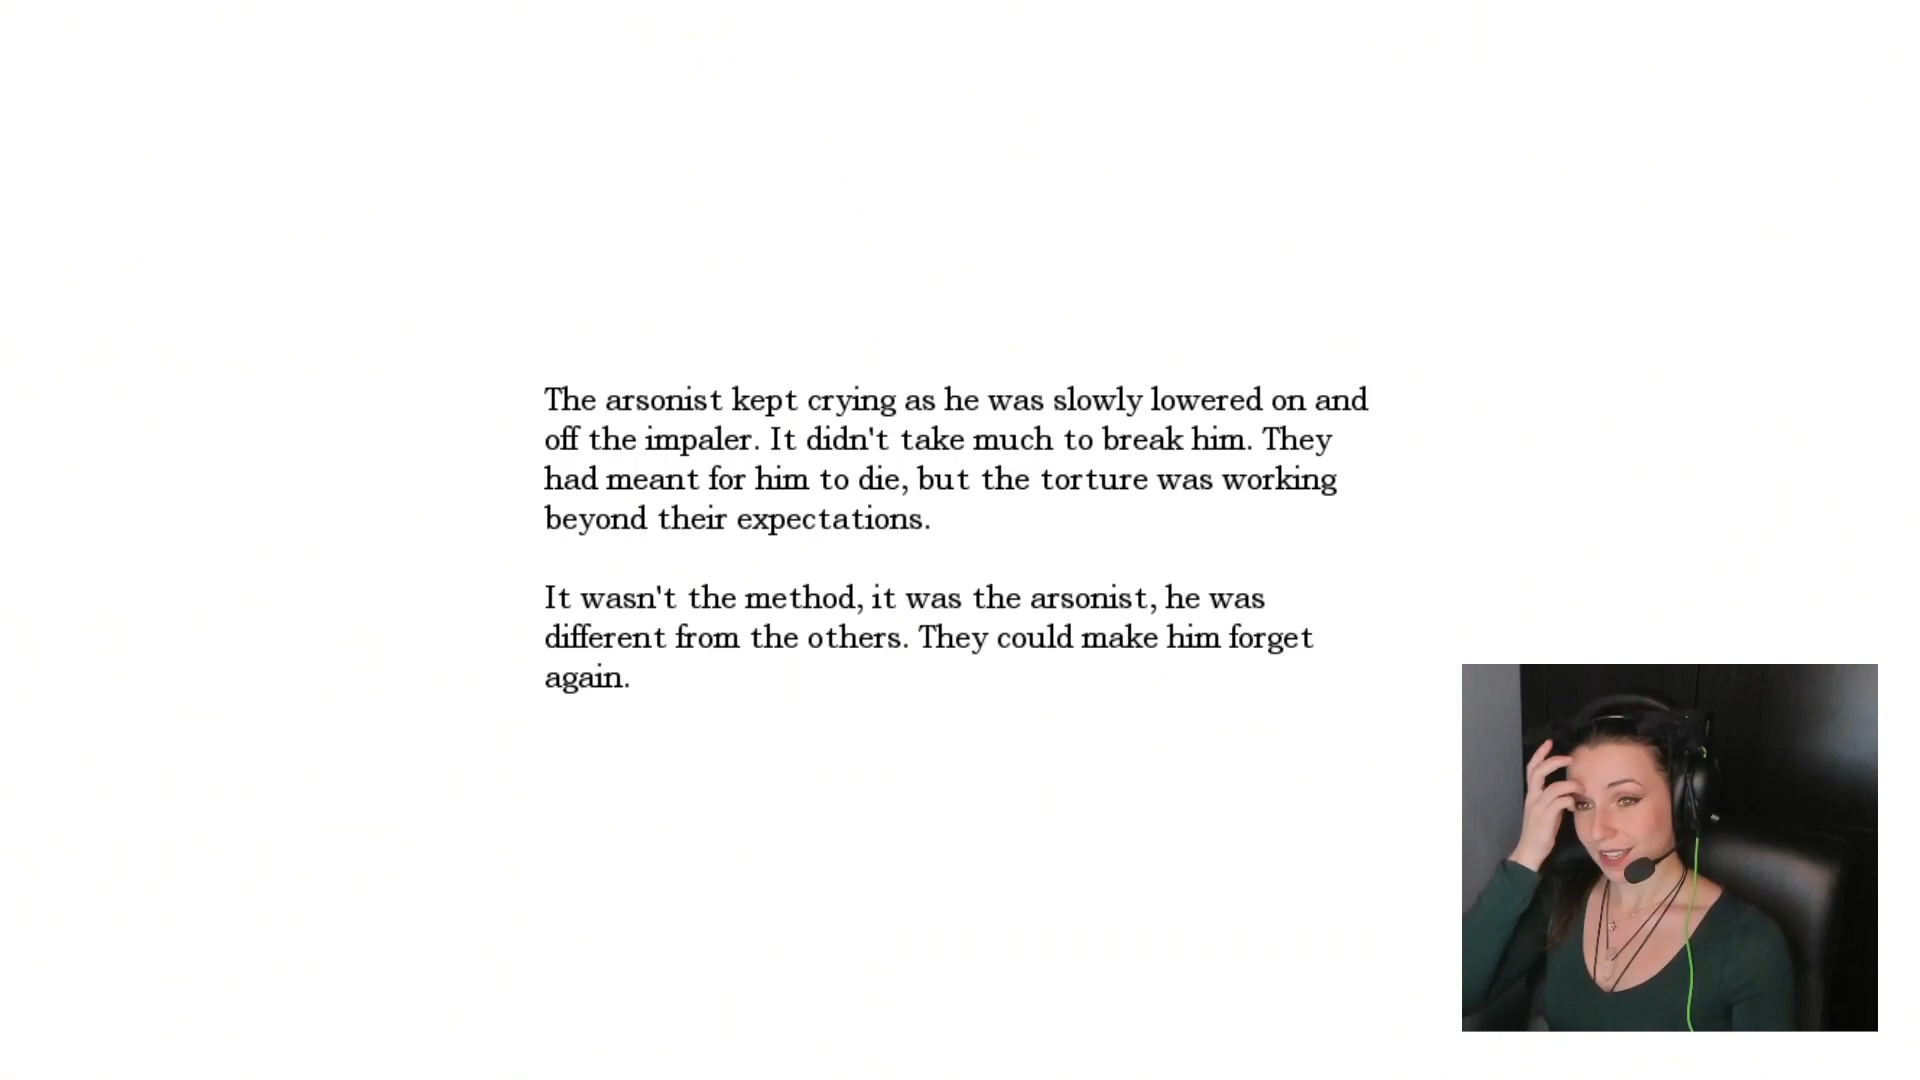 The arsonist kept crying as he was slowly lowered on and
off the impaler. It didn't take much to break him. They
had meant for him to die, but the torture was working
beyond their expectations.
It wasn't the method, it was the arsonist, he was
different from the others. They could make him forget
again.